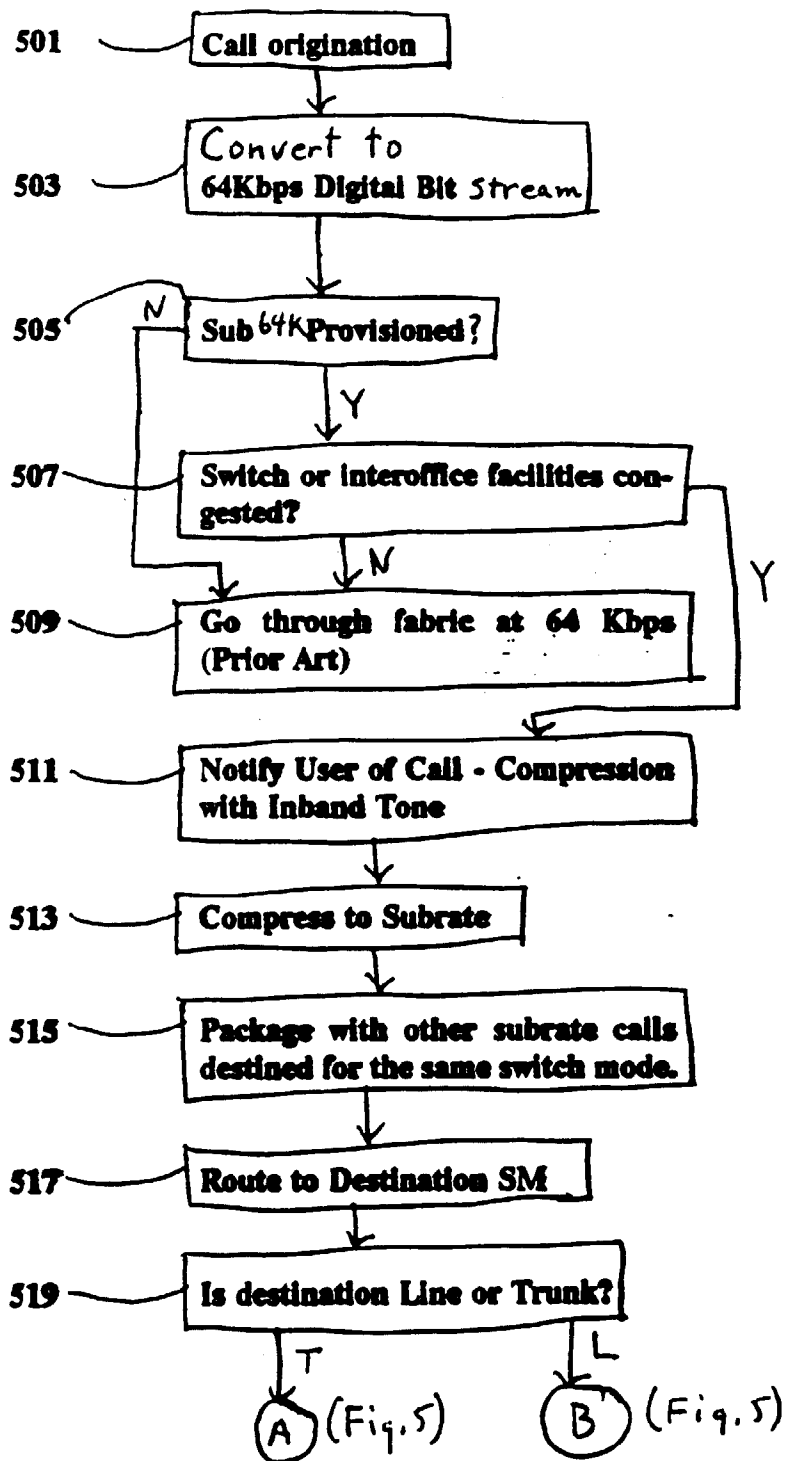 501 Call origination
Convert to
503 64Kbps Digital Bit Stream
505 N Sub 64K Provisioned?
Y
507 Switch or interoffice facilities con-
gested?
N Y
509 Go through fabric at 64 Kbps
(Prior Art)
511 Notify User of Call - Compression
with Inband Tone
513 Compress to Subrate
515 Package with other subrate calls
destined for the same switch mode.
517 Route to Destination SM
519 Is destination Line or Trunk?
T L
A (Fig. 5) B (Fig. 5)